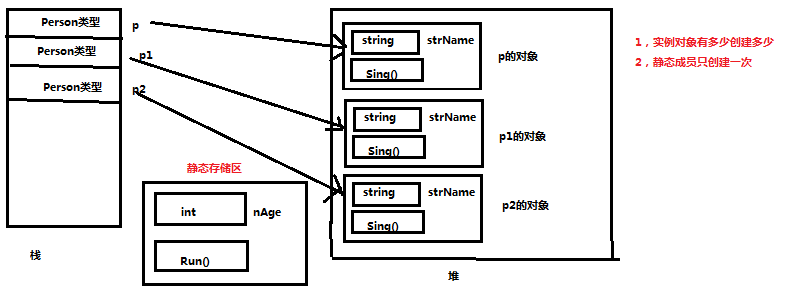 Person类型
p
Person类型
p1
Person类型
p2
栈
静态存储区
int
nAge
Run()
string
strName
Sing()
p的对象
string
strName
Sing()
p1的对象
string
strName
Sing()
p2的对象
堆
1，实例对象有多少创建多少
2，静态成员只创建一次